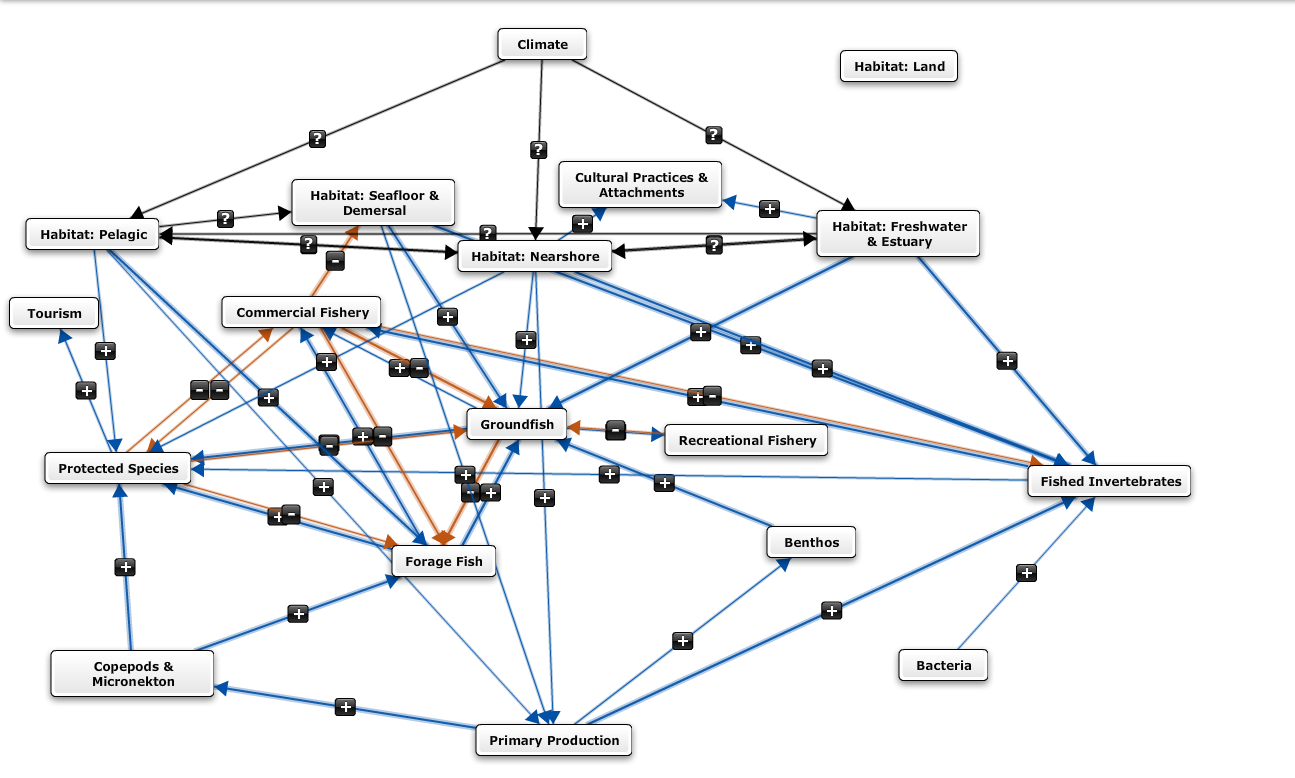 Climate
Habitat: Land
?
?
?
Cultural Practices &
Attachments
Habitat: Seafloor &
Demersal
+
?
+
Habitat: Pelagic
?
?
?
Habitat: Freshwater
& Estuary
Habitat: Nearshore
-
Tourism
Commercial Fishery
+
+
+
+
+
+
+
+
+
-
-
-
+
+
+
-
Groundfish
-
Recreational Fishery
-
+
-
Protected Species
+
+
+
Fished Invertebrates
+
-
+
+
+
-
Benthos
Forage Fish
+
+
+
+
+
Copepods &
Micronekton
Bacteria
+
Primary Production